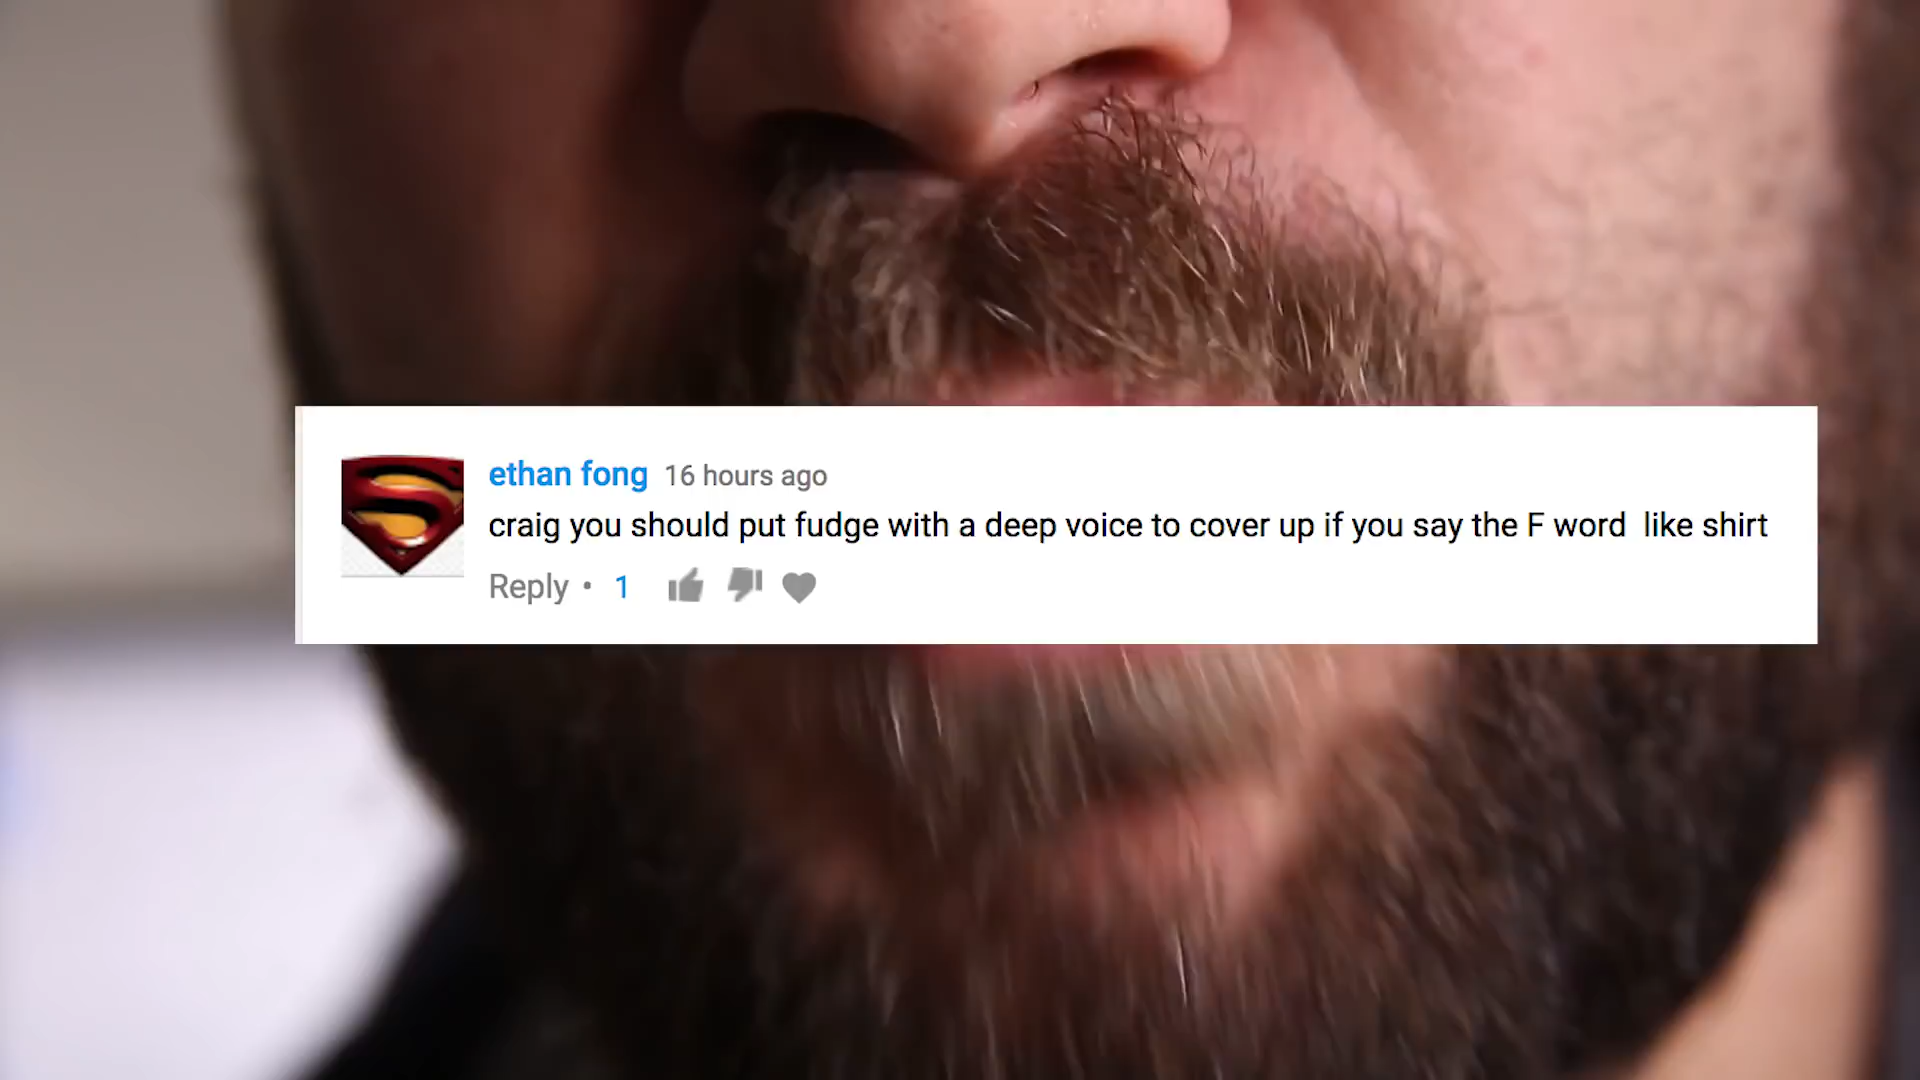 ethan fong 16 hours ago
craig you should put fudge with a deep voice to cover up if you say the F word  like shirt
Reply • 1